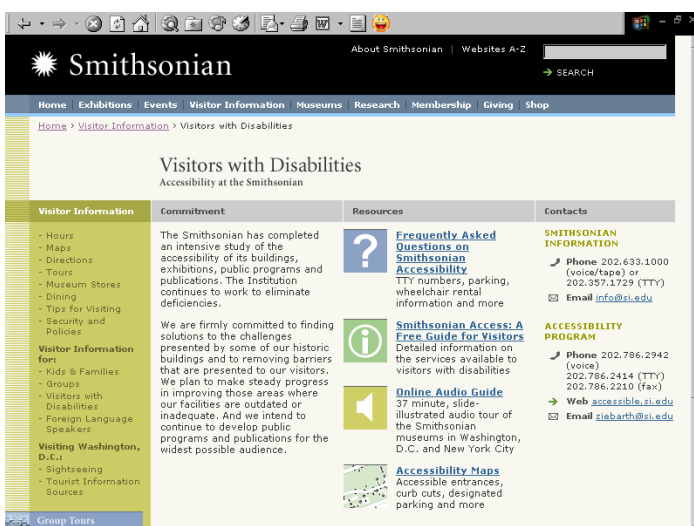 About Smithsonian | Websites A-Z
Smithsonian
SEARCH
Home | Exhibitions | Events | Visitor Information | Museums | Research | Membership | Giving | Shop
Home > Visitor Information > Visitors with Disabilities
Visitors with Disabilities
Accessibility at the Smithsonian
Visitor Information
- Hours
- Maps
- Directions
- Tours
- Museum Stores
- Dining
- Tips for Visiting
- Security and
Policies
Visitor Information
for:
- Kids & Families
- Groups
- Visitors with
Disabilities
- Foreign Language
Speakers
Visiting Washington,
D.C.:
- Sightseeing
- Tourist Information
Sources
Group Tours
Commitment
The Smithsonian has completed
an intensive study of the
accessibility of its buildings,
exhibitions, public programs and
publications. The Institution
continues to work to eliminate
deficiencies.
We are firmly committed to finding
solutions to the challenges
presented by some of our historic
buildings and to removing barriers
that are presented to our visitors.
We plan to make steady progress
in improving those areas where
our facilities are outdated or
inadequate. And we intend to
continue to develop public
programs and publications for the
widest possible audience.
Resources
?
Frequently Asked
Questions on
Smithsonian
Accessibility
TTY numbers, parking,
wheelchair rental
information and more
i
Smithsonian Access: A
Free Guide for Visitors
Detailed information on
the services available to
visitors with disabilities
Online Audio Guide
37 minute, slide-
illustrated audio tour of
the Smithsonian
museums in Washington,
D.C. and New York City
Accessibility Maps
Accessible entrances,
curb cuts, designated
parking and more
Contacts
SMITHSONIAN
INFORMATION
Phone 202.633.1000
(voice/tape) or
202.357.1729 (TTY)
Email info@si.edu
ACCESSIBILITY
PROGRAM
Phone 202.786.2942
(voice)
202.786.2414 (TTY)
202.786.2210 (fax)
Web accessible.si.edu
Email ziebarth@si.edu